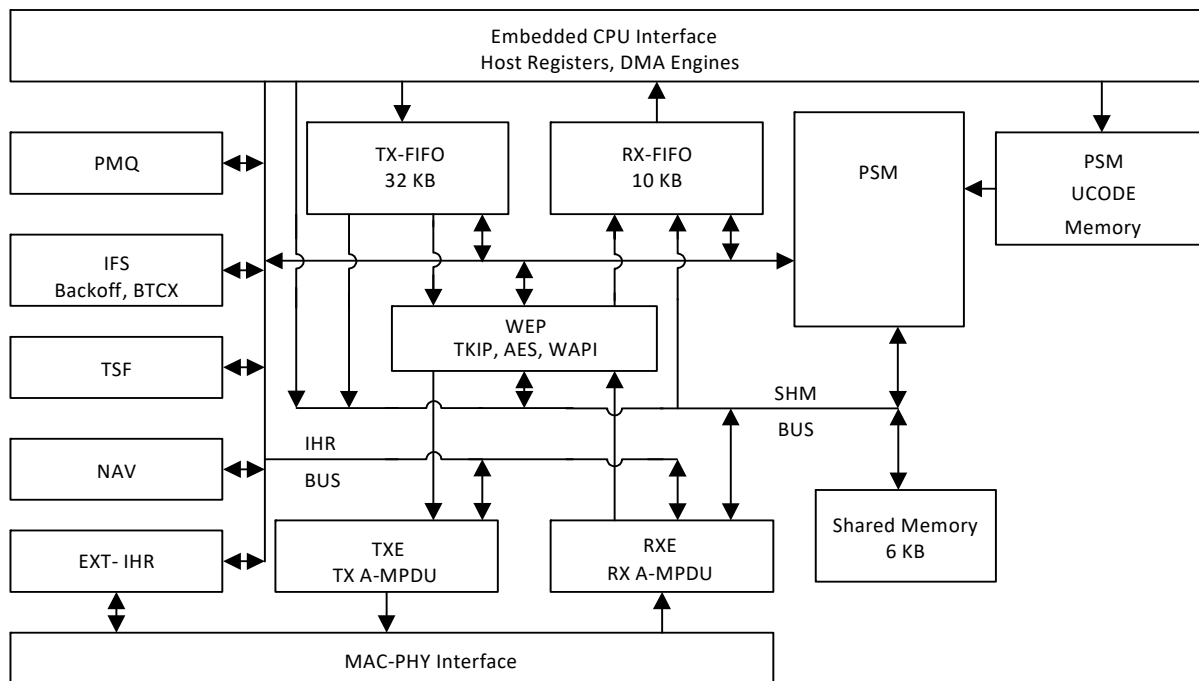 Embedded CPU Interface
Host Registers, DMA Engines
PMQ
TX-FIFO
32 KB
RX-FIFO
10 KB
PSM
PSM
UCODE
Memory
IFS
Backoff, BTCX
WEP
TKIP, AES, WAPI
TSF
SHM
BUS
IHR
BUS
NAV
Shared Memory
6 KB
EXT- IHR
TXE
TX A-MPDU
RXE
RX A-MPDU
MAC-PHY Interface